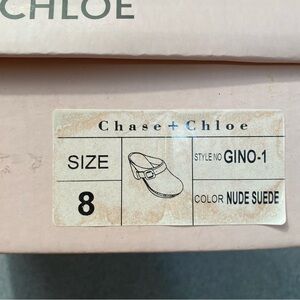 CHLOE
Chase + Chloe
SIZE
8
STYLE NO GINO-1
COLOR NUDE SUEDE